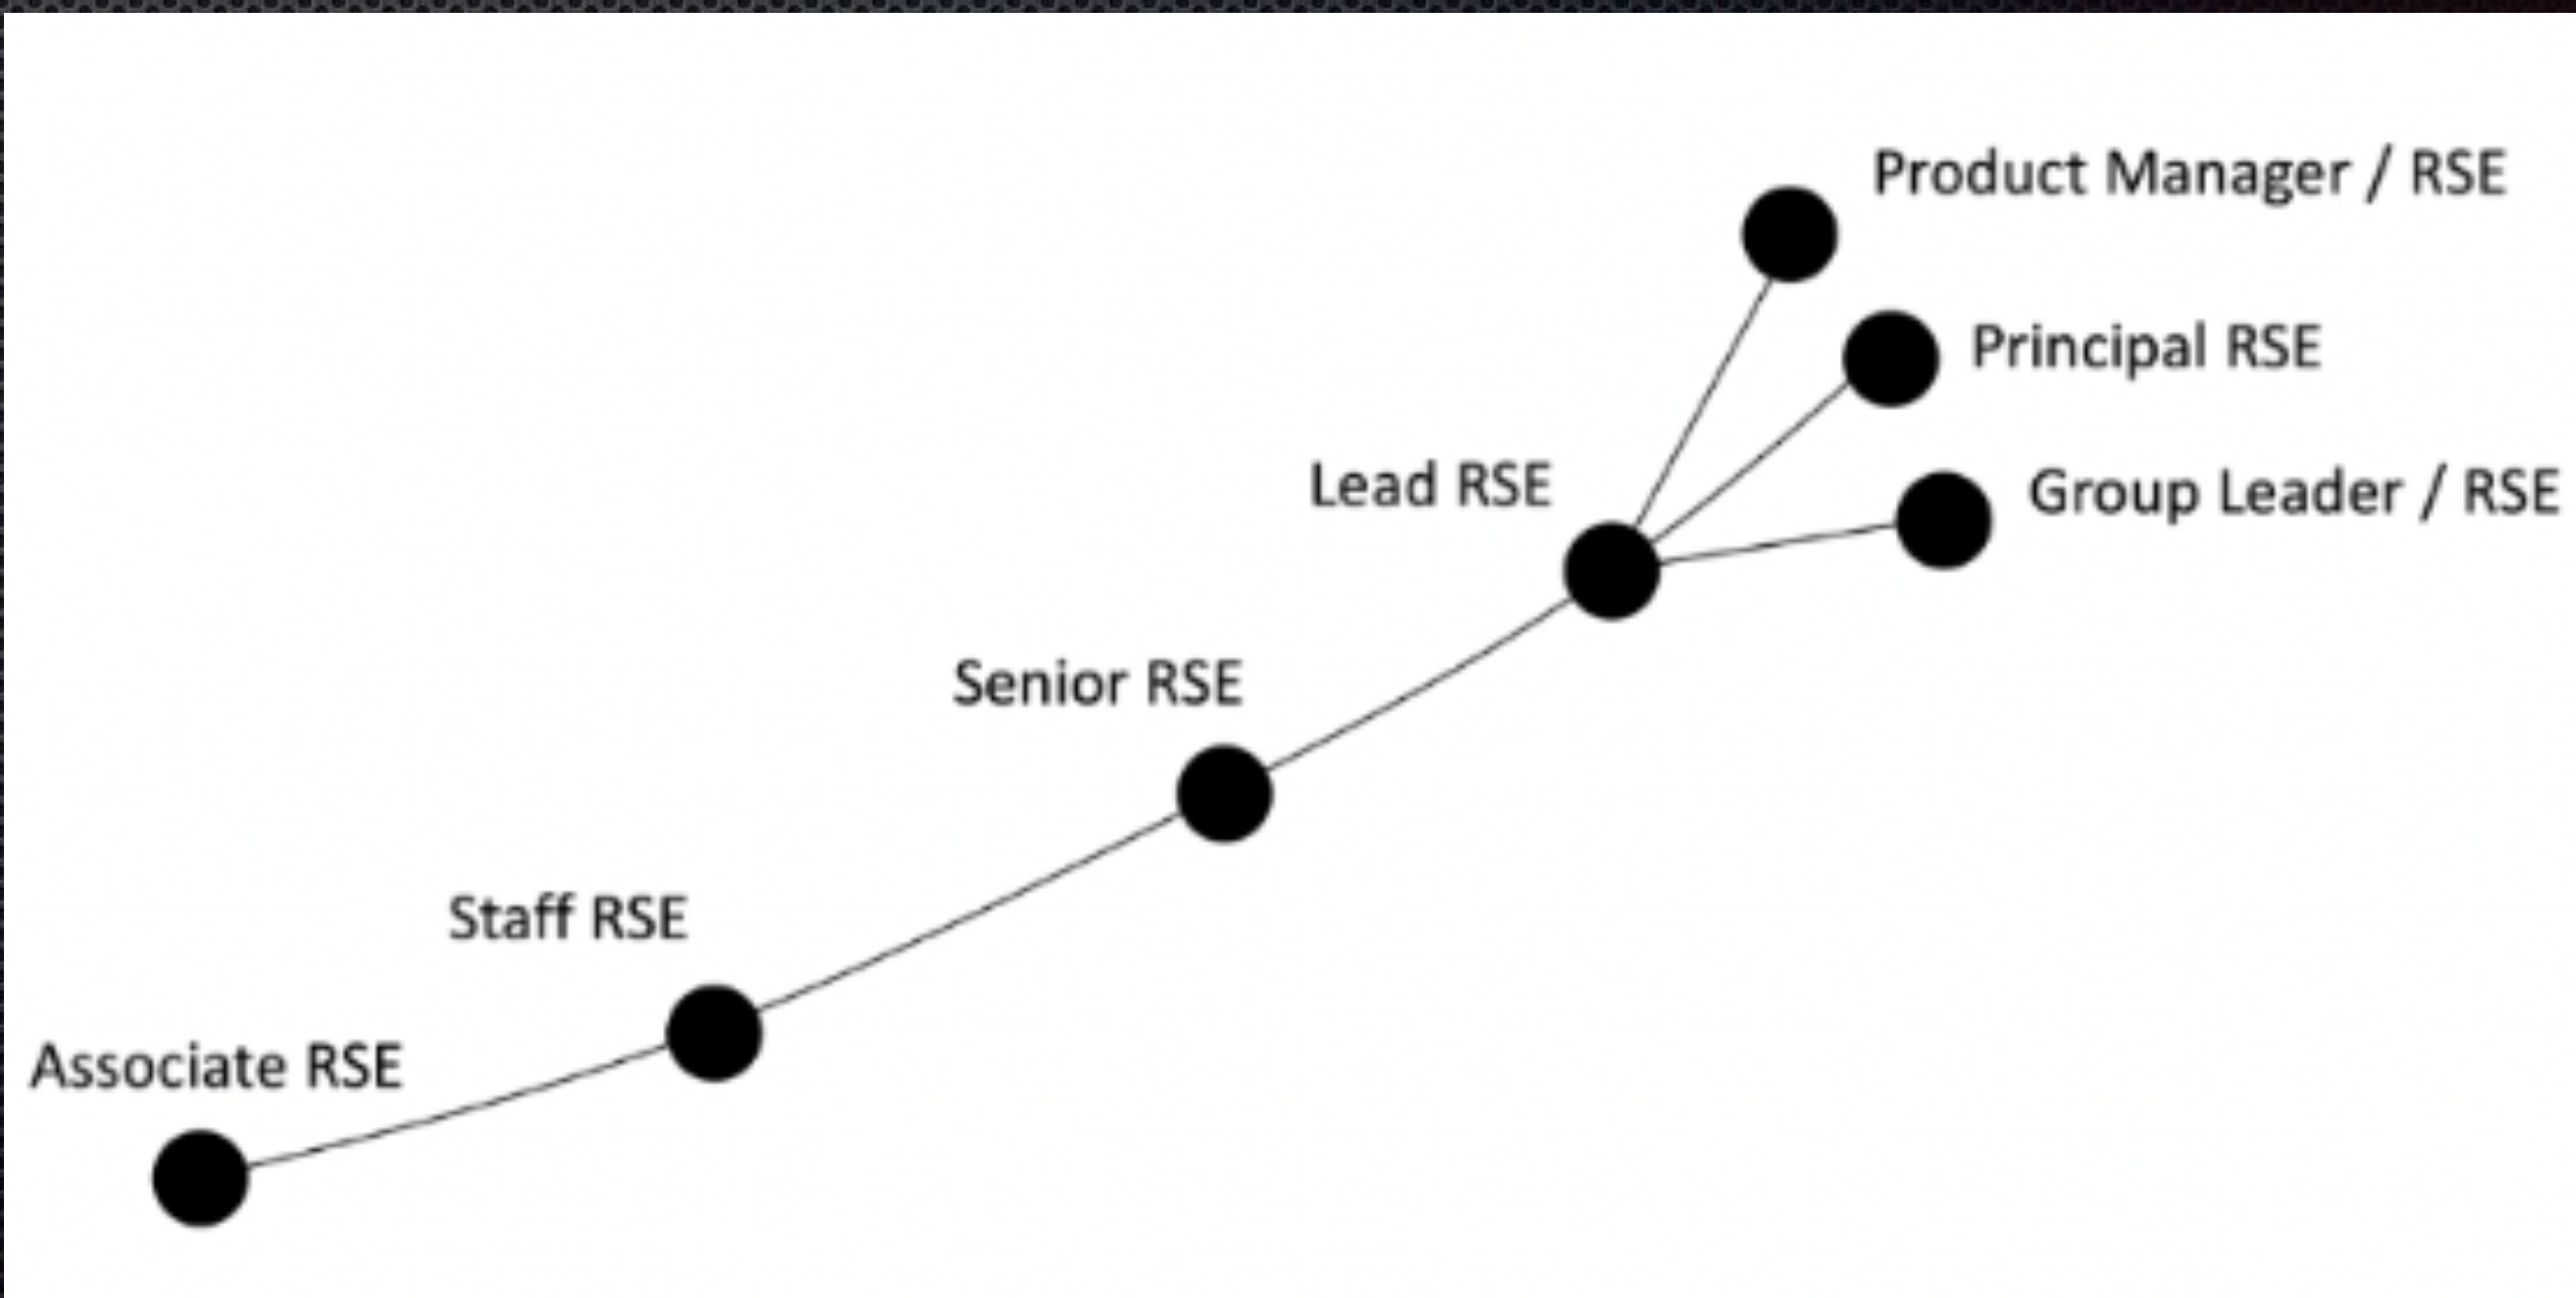 Product Manager / RSE
Principal RSE
Lead RSE
Group Leader / RSE
Senior RSE
Staff RSE
Associate RSE